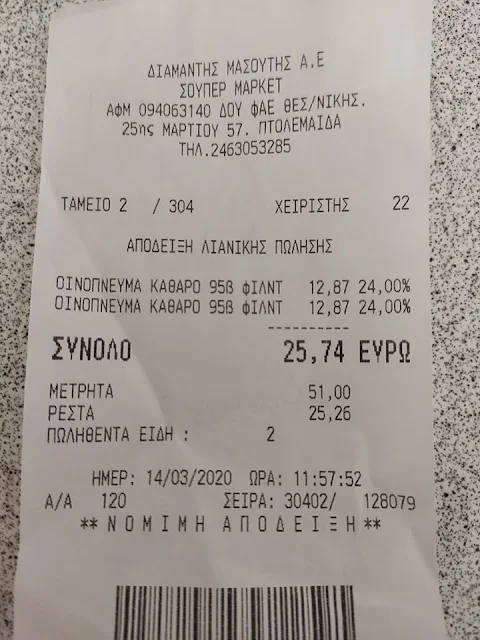 ΔΙΑΜΑΝΤΗΣ ΜΑΣΟΥΤΗΣ Α.Ε
ΣΟΥΠΕΡ ΜΑΡΚΕΤ
ΑΦΜ 094063140 ΔΟΥ ΦΑΕ ΘΕΣ/ΝΙΚΗΣ.
25ης ΜΑΡΤΙΟΥ 57. ΠΤΟΛΕΜΑΙΔΑ
ΤΗΛ.2463053285
ΤΑΜΕΙΟ 2 / 304 ΧΕΙΡΙΣΤΗΣ 22
ΑΠΟΔΕΙΞΗ ΛΙΑΝΙΚΗΣ ΠΩΛΗΣΗΣ
ΟΙΝΟΠΝΕΥΜΑ ΚΑΘΑΡΟ 95β ΦΙΛΝΤ 12,87 24,00%
ΟΙΝΟΠΝΕΥΜΑ ΚΑΘΑΡΟ 95β ΦΙΛΝΤ 12,87 24,00%
----------
ΣΥΝΟΛΟ 25,74 ΕΥΡΩ
ΜΕΤΡΗΤΑ 51,00
ΡΕΣΤΑ 25,26
ΠΩΛΗΘΕΝΤΑ ΕΙΔΗ : 2
ΗΜΕΡ: 14/03/2020 ΩΡΑ: 11:57:52
Α/Α 120 ΣΕΙΡΑ: 30402/ 128079
** Ν Ο Μ Ι Μ Η Α Π Ο Δ Ε Ι Ξ Η **